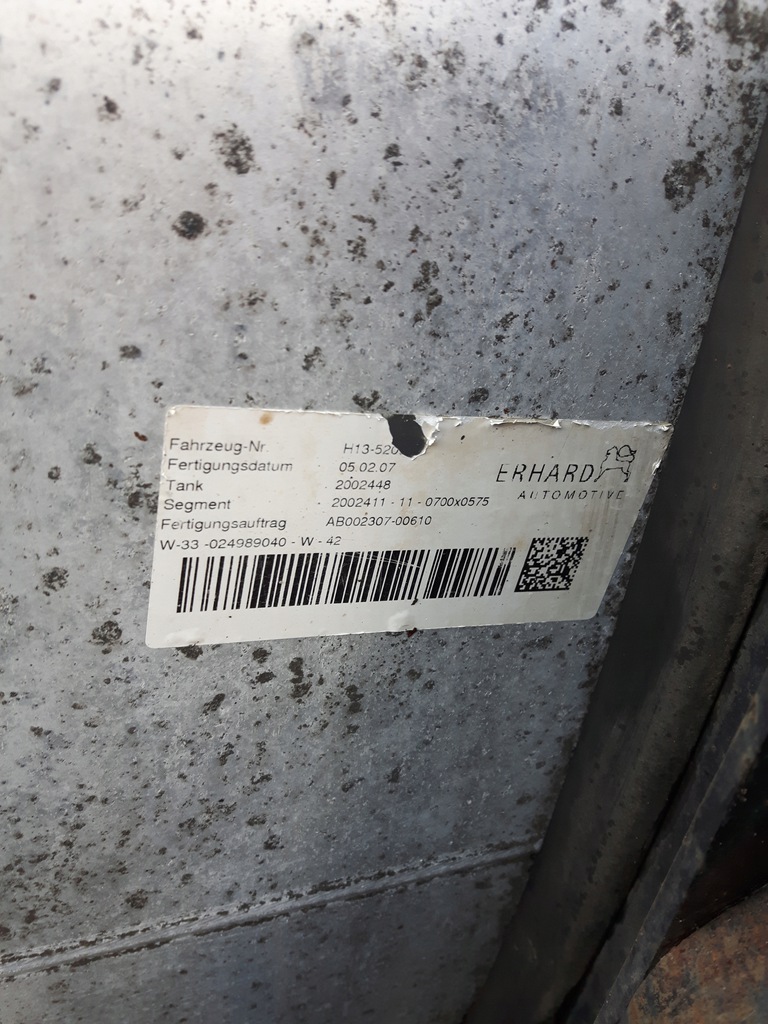 Fahrzeug-Nr. H13-520
Fertigungsdatum 05.02.07
Tank 2002448
Segment 2002411 - 11 - 0700x0575
Fertigungsauftrag AB002307-00610
W-33 -024989040 - W - 42
ERHARD
AUTOMOTIVE